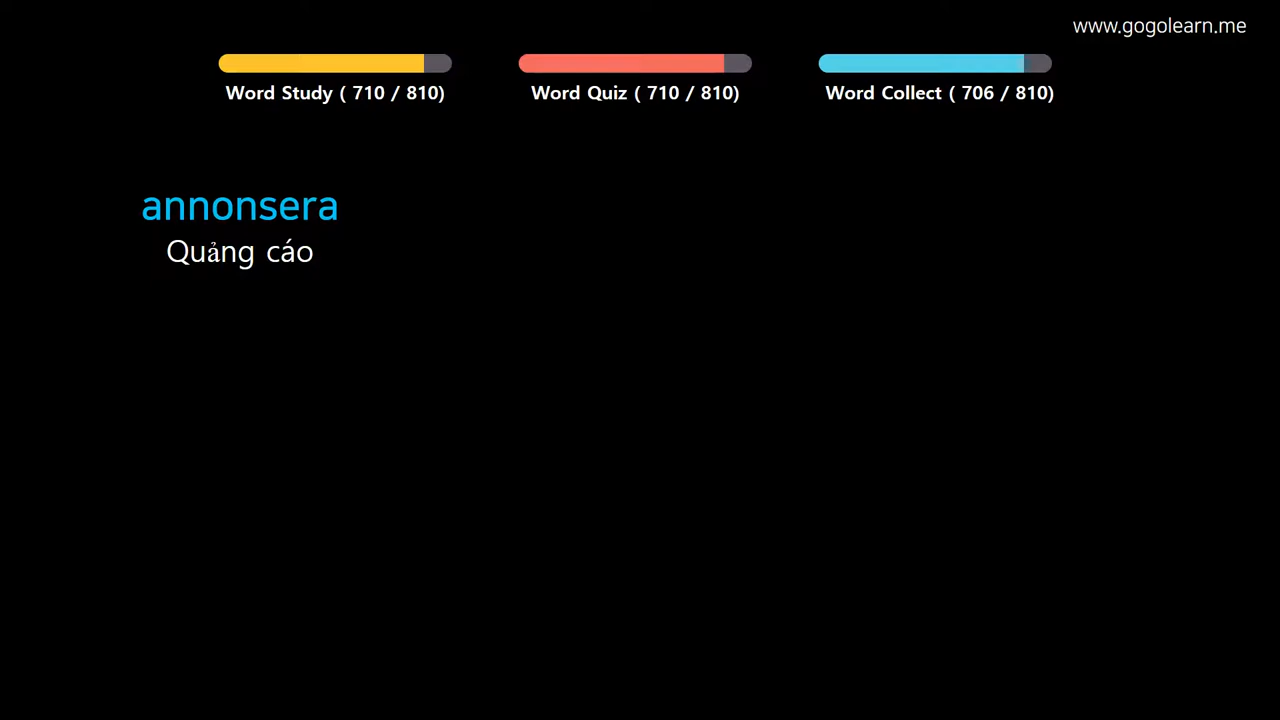 www.gogolearn.me
Word Study ( 710 / 810)
Word Quiz ( 710 / 810)
Word Collect ( 706 / 810)
annonsera
Quảng cáo